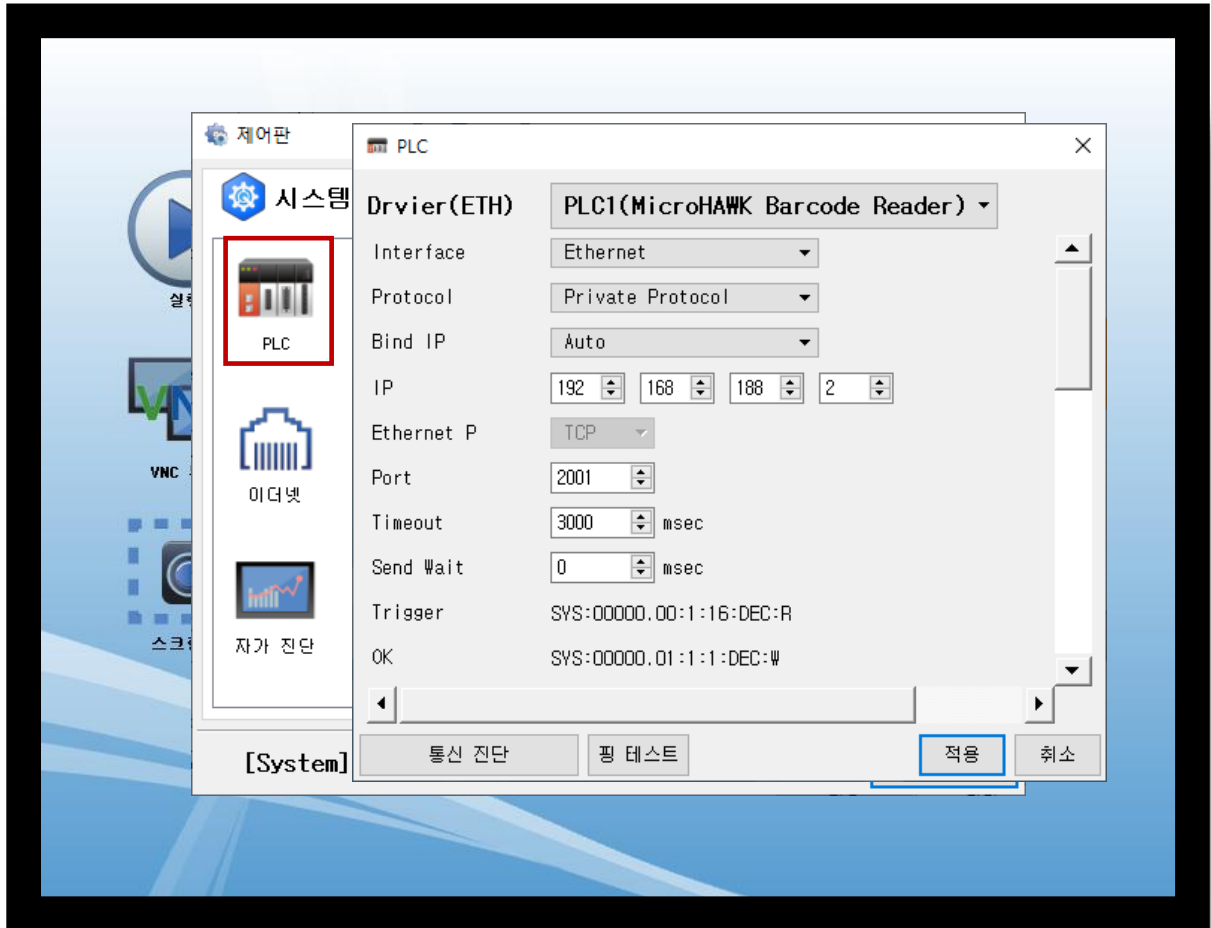 제어판
PLC
시스템
Drvier(ETH) PLC1(MicroHAWK Barcode Reader)
Interface Ethernet
Protocol Private Protocol
Bind IP Auto
IP 192 168 188 2
Ethernet P TCP
Port 2001
Timeout 3000 msec
Send Wait 0 msec
Trigger SYS:00000.00:1:16:DEC:R
OK SYS:00000.01:1:1:DEC:W
PLC
이더넷
자가 진단
VNC
스크린
[System]
통신 진단 핑 테스트 적용 취소